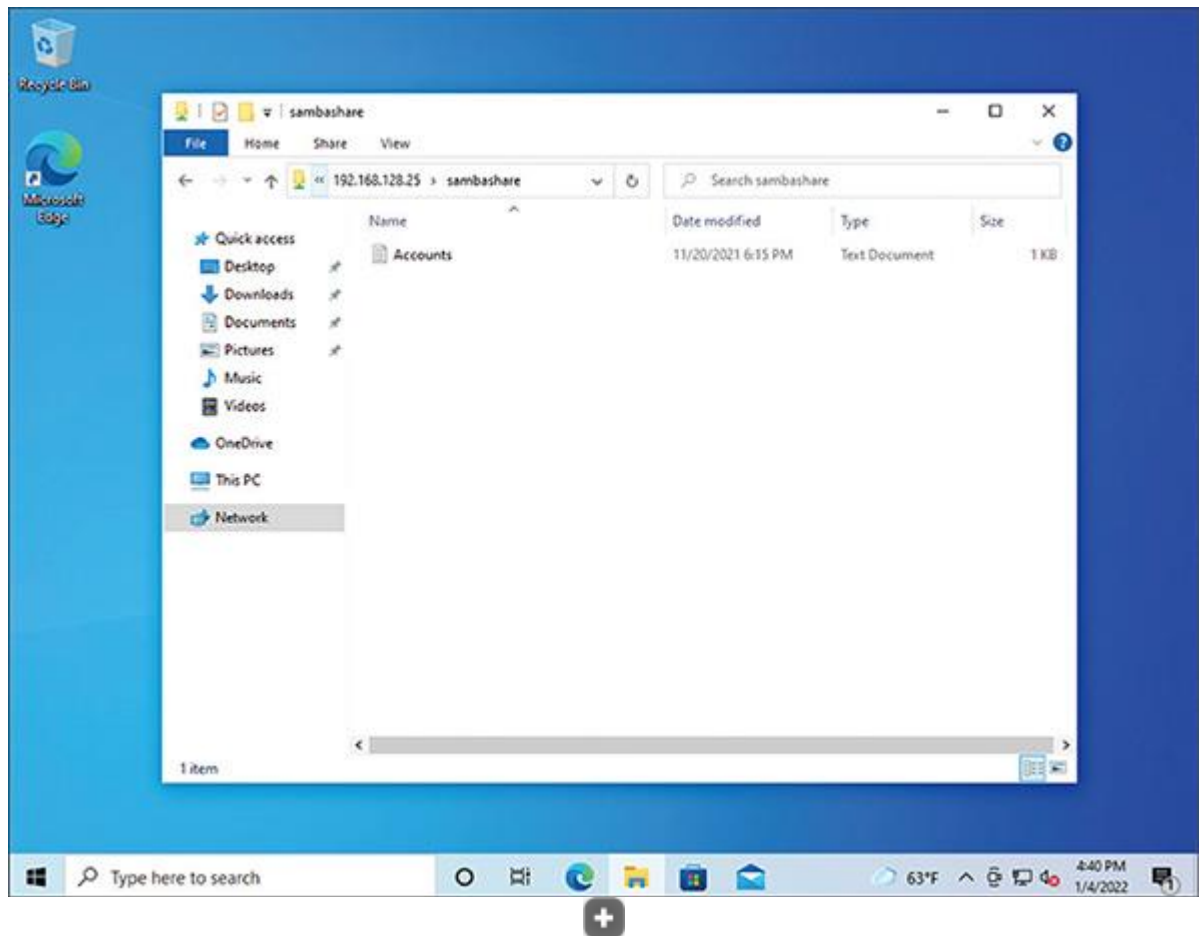 Recycle Bin
Microsoft
Edge
sambashare
File Home Share View
« 192.168.128.25 › sambashare
Search sambashare
Name Date modified Type Size
Accounts 11/20/2021 6:15 PM Text Document 1 KB
Quick access
Desktop
Downloads
Documents
Pictures
Music
Videos
OneDrive
This PC
Network
1 item
Type here to search
63°F
4:40 PM
1/4/2022
1